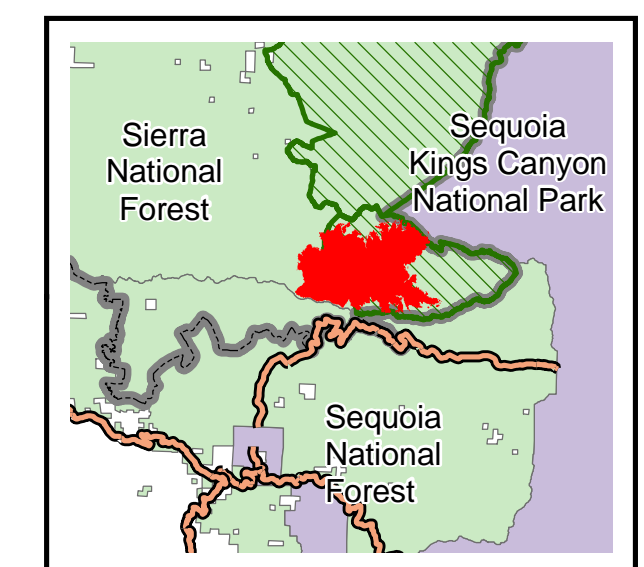 Sierra
National
Forest
Sequoia
Kings Canyon
National Park
Sequoia
National
Forest